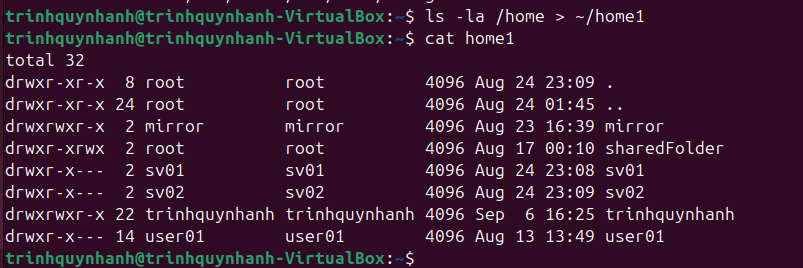 trinhquynhanh@trinhquynhanh-VirtualBox:~$ ls -la /home > ~/home1
trinhquynhanh@trinhquynhanh-VirtualBox:~$ cat home1
total 32
drwxr-xr-x  8 root          root          4096 Aug 24 23:09 .
drwxr-xr-x 24 root          root          4096 Aug 24 01:45 ..
drwxrwxr-x  2 mirror        mirror        4096 Aug 23 16:39 mirror
drwxr-xrwx  2 root          root          4096 Aug 17 00:10 sharedFolder
drwxr-x---  2 sv01          sv01          4096 Aug 24 23:08 sv01
drwxr-x---  2 sv02          sv02          4096 Aug 24 23:09 sv02
drwxrwxr-x 22 trinhquynhanh trinhquynhanh 4096 Sep  6 16:25 trinhquynhanh
drwxr-x--- 14 user01        user01        4096 Aug 13 13:49 user01
trinhquynhanh@trinhquynhanh-VirtualBox:~$